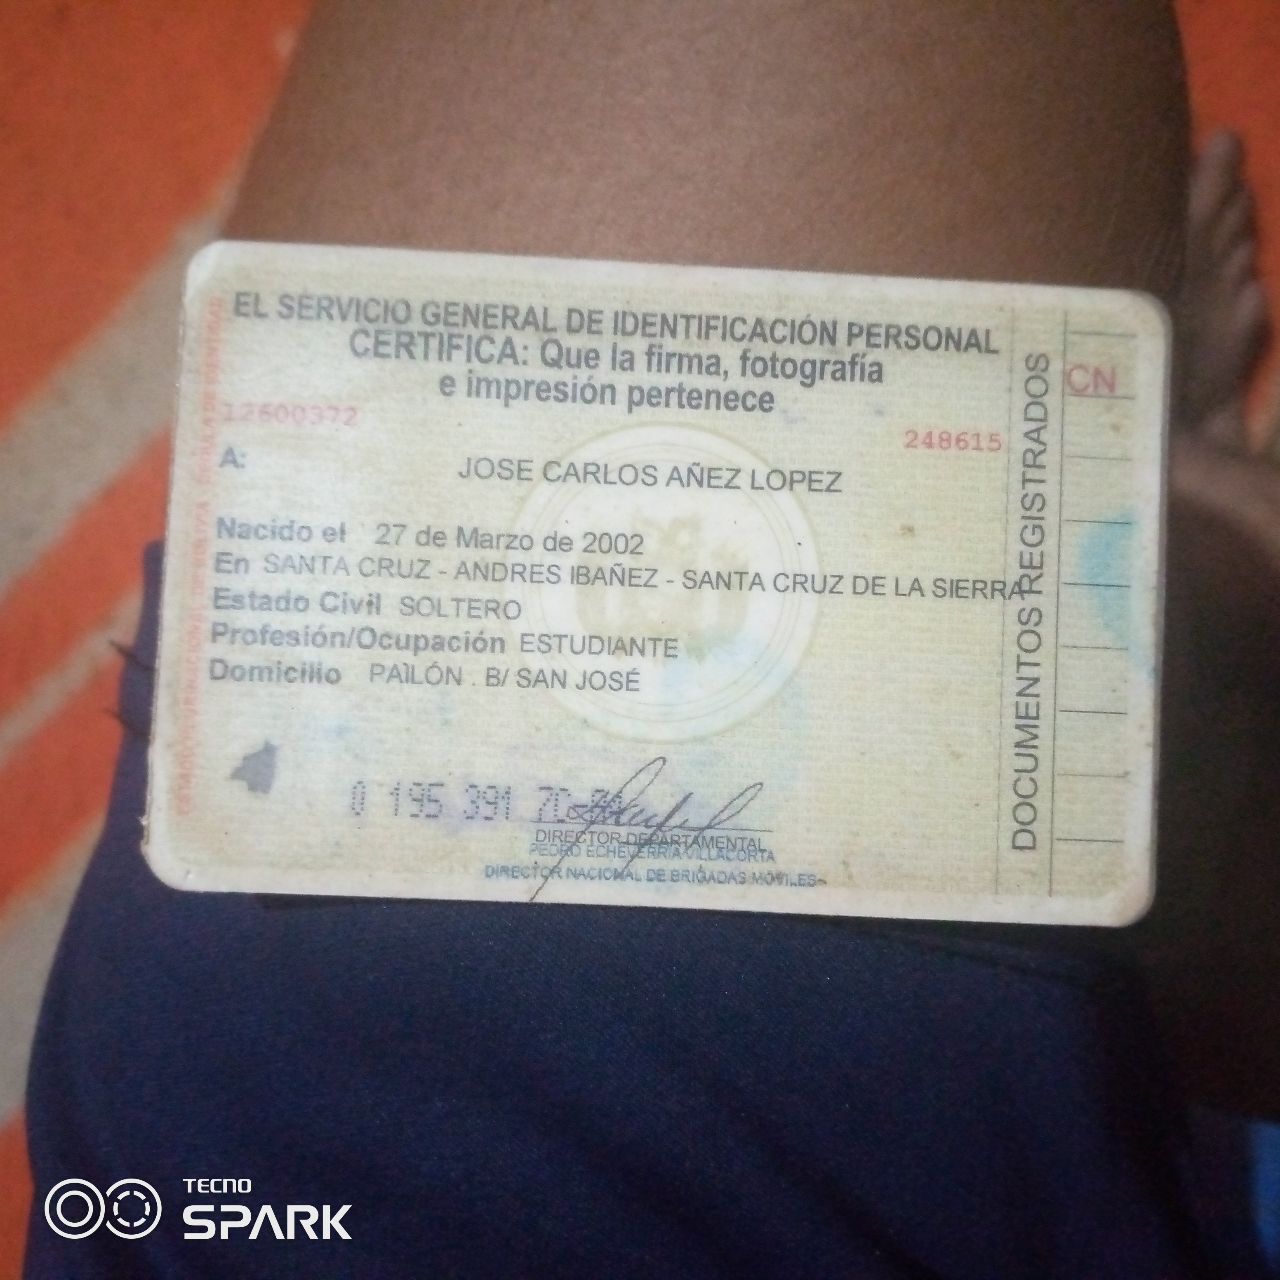 EL SERVICIO GENERAL DE IDENTIFICACIÓN PERSONAL
CERTIFICA: Que la firma, fotografía
e impresión pertenece
12600372
248615
A: JOSE CARLOS AÑEZ LOPEZ
Nacido el 27 de Marzo de 2002
En SANTA CRUZ - ANDRES IBAÑEZ - SANTA CRUZ DE LA SIERRA
Estado Civil SOLTERO
Profesión/Ocupación ESTUDIANTE
Domicilio PAILÓN . B/ SAN JOSÉ
0 195 391
DIRECTOR DEPARTAMENTAL
PEDRO ECHEVERRIA VILLACORTA
DIRECTOR NACIONAL DE BRIGADAS MOVILES
DOCUMENTOS REGISTRADOS
CN
TECNO
SPARK